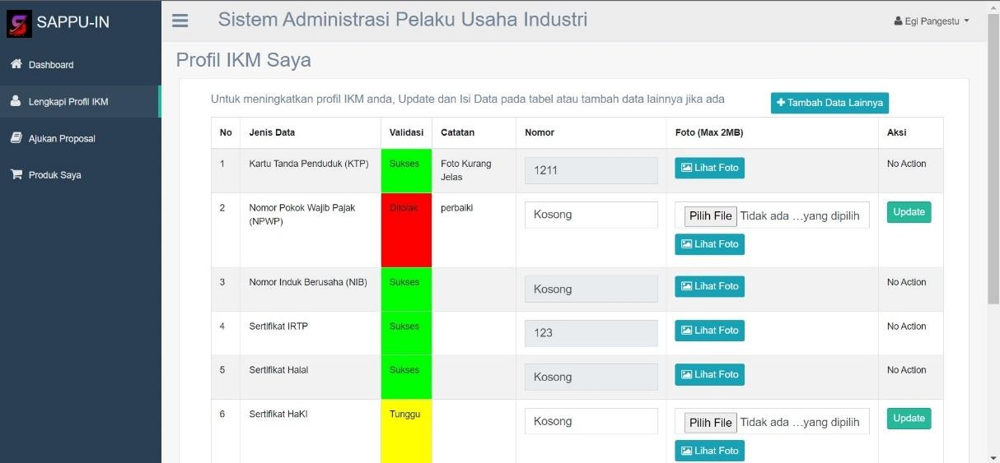 SAPPU-IN
Sistem Administrasi Pelaku Usaha Industri
Egi Pangestu
Dashboard
Lengkapi Profil IKM
Ajukan Proposal
Produk Saya
Profil IKM Saya
Untuk meningkatkan profil IKM anda, Update dan Isi Data pada tabel atau tambah data lainnya jika ada
Tambah Data Lainnya
No Jenis Data Validasi Catatan Nomor Foto (Max 2MB) Aksi
1 Kartu Tanda Penduduk (KTP) Sukses Foto Kurang 1211 Lihat Foto No Action
Jelas
2 Nomor Pokok Wajib Pajak Ditolak perbaiki Kosong Pilih File Tidak ada ...yang dipilih Update
(NPWP)
Lihat Foto
3 Nomor Induk Berusaha (NIB) Sukses Kosong Lihat Foto No Action
4 Sertifikat IRTP Sukses 123 Lihat Foto No Action
5 Sertifikat Halal Sukses Kosong Lihat Foto No Action
6 Sertifikat HaKI Tunggu Kosong Pilih File Tidak ada ...yang dipilih Update
Lihat Foto